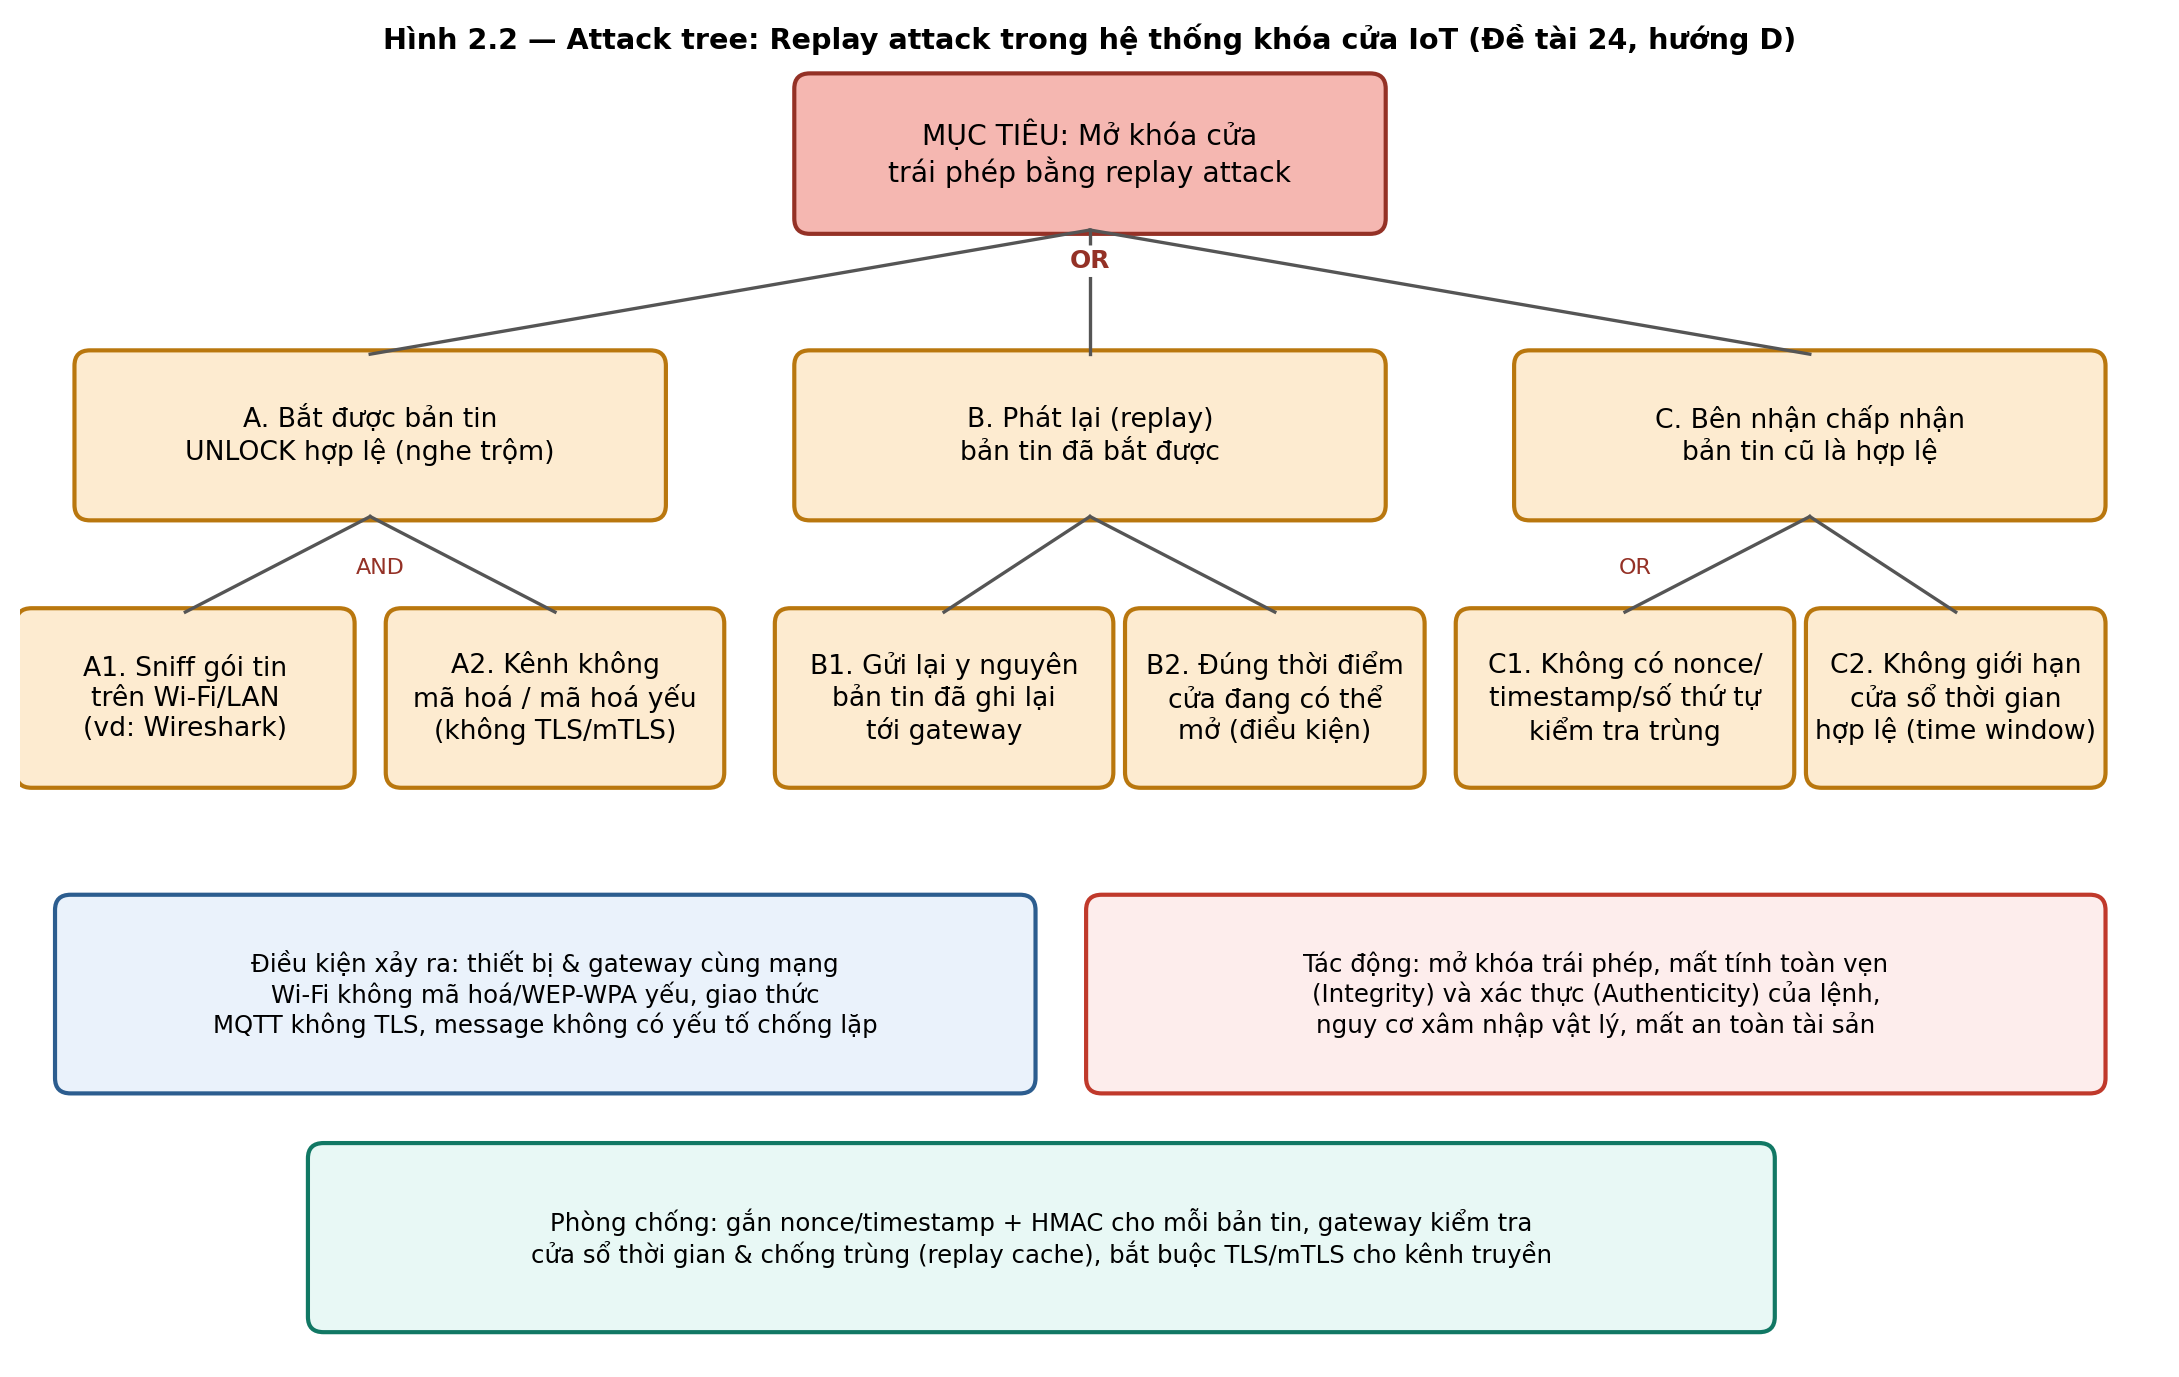 Hình 2.2 — Attack tree: Replay attack trong hệ thống khóa cửa IoT (Đề tài 24, hướng D)
MỤC TIÊU: Mở khóa cửa
trái phép bằng replay attack
OR
A. Bắt được bản tin
UNLOCK hợp lệ (nghe trộm)
B. Phát lại (replay)
bản tin đã bắt được
C. Bên nhận chấp nhận
bản tin cũ là hợp lệ
AND
OR
A1. Sniff gói tin
trên Wi-Fi/LAN
(vd: Wireshark)
A2. Kênh không
mã hoá / mã hoá yếu
(không TLS/mTLS)
B1. Gửi lại y nguyên
bản tin đã ghi lại
tới gateway
B2. Đúng thời điểm
cửa đang có thể
mở (điều kiện)
C1. Không có nonce/
timestamp/số thứ tự
kiểm tra trùng
C2. Không giới hạn
cửa sổ thời gian
hợp lệ (time window)
Điều kiện xảy ra: thiết bị & gateway cùng mạng
Wi-Fi không mã hoá/WEP-WPA yếu, giao thức
MQTT không TLS, message không có yếu tố chống lặp
Tác động: mở khóa trái phép, mất tính toàn vẹn
(Integrity) và xác thực (Authenticity) của lệnh,
nguy cơ xâm nhập vật lý, mất an toàn tài sản
Phòng chống: gắn nonce/timestamp + HMAC cho mỗi bản tin, gateway kiểm tra
cửa sổ thời gian & chống trùng (replay cache), bắt buộc TLS/mTLS cho kênh truyền